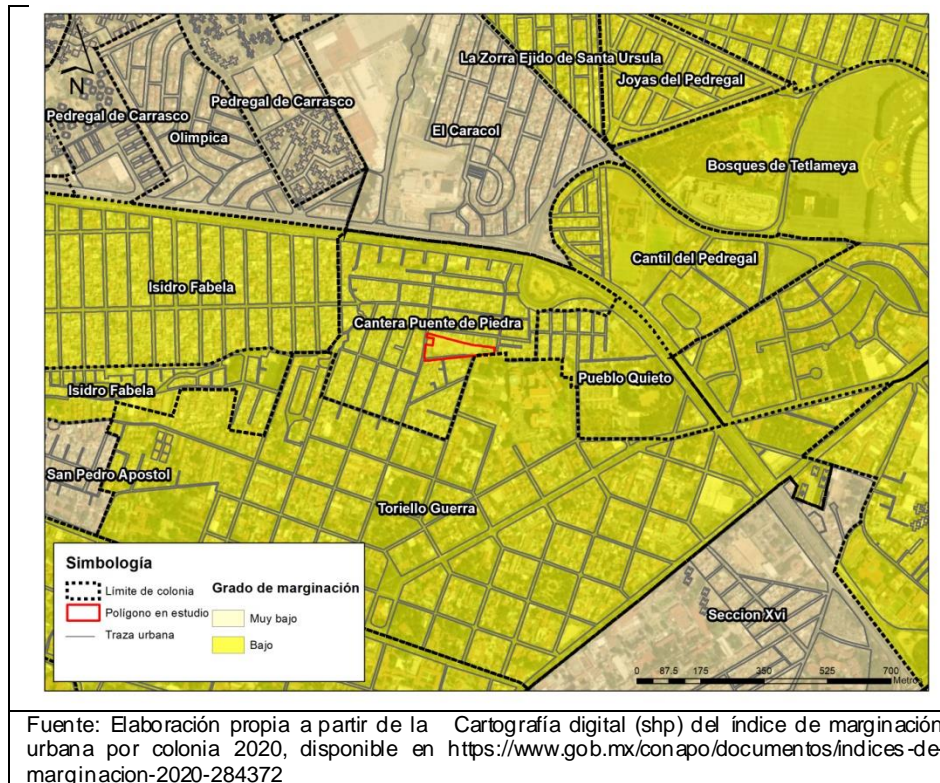 La Zorra Ejido de Santa Ursula
Joyas del Pedregal
N
Pedregal de Carrasco
Pedregal de Carrasco
Olimpica
El Caracol
Bosques de Tetlameya
Cantil del Pedregal
Isidro Fabela
Cantera Puente de Piedra
Isidro Fabela
Pueblo Quieto
San Pedro Apostol
Toriello Guerra
Seccion Xvi
Simbología
Límite de colonia
Polígono en estudio
Traza urbana
Grado de marginación
Muy bajo
Bajo
0 87.5 175 350 525 700
Metros
Fuente: Elaboración propia a partir de la Cartografía digital (shp) del índice de marginación
urbana por colonia 2020, disponible en https://www.gob.mx/conapo/documentos/indices-de-
marginacion-2020-284372